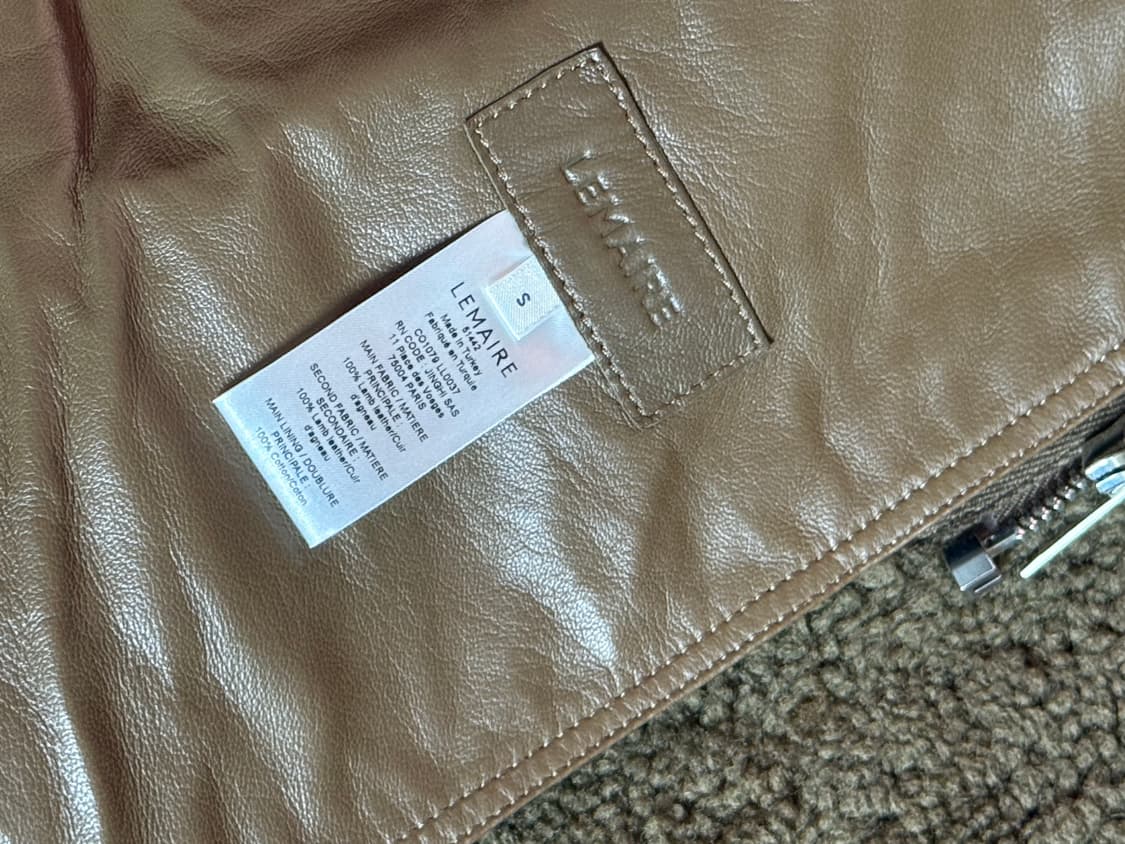 LEMAIRE
S
LEMAIRE
51442
Made in Turkey
Fabriqué en Turquie
CO1079 LL0037
RN CODE : JINGHI SAS
11 Place des Vosges
75004 PARIS
MAIN FABRIC / MATIERE
PRINCIPALE :
100% Lamb leather/Cuir
d'agneau
SECOND FABRIC / MATIERE
SECONDAIRE :
100% Lamb leather/Cuir
d'agneau
MAIN LINING / DOUBLURE
PRINCIPALE :
100% Cotton/Coton